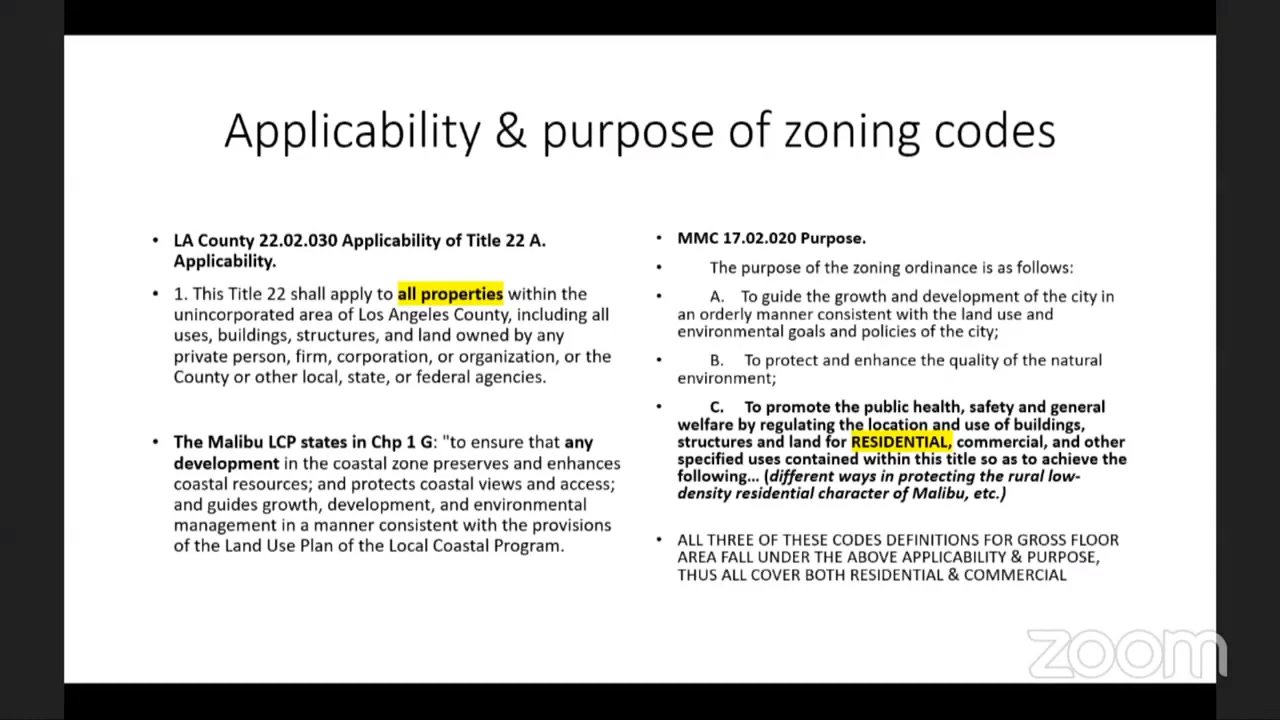 Applicability & purpose of zoning codes
• LA County 22.02.030 Applicability of Title 22 A.
Applicability.
• 1. This Title 22 shall apply to all properties within the
unincorporated area of Los Angeles County, including all
uses, buildings, structures, and land owned by any
private person, firm, corporation, or organization, or the
County or other local, state, or federal agencies.
• The Malibu LCP states in Chp 1 G: "to ensure that any
development in the coastal zone preserves and enhances
coastal resources; and protects coastal views and access;
and guides growth, development, and environmental
management in a manner consistent with the provisions
of the Land Use Plan of the Local Coastal Program.
• MMC 17.02.020 Purpose.
• The purpose of the zoning ordinance is as follows:
• A. To guide the growth and development of the city in
an orderly manner consistent with the land use and
environmental goals and policies of the city;
• B. To protect and enhance the quality of the natural
environment;
• C. To promote the public health, safety and general
welfare by regulating the location and use of buildings,
structures and land for RESIDENTIAL, commercial, and other
specified uses contained within this title so as to achieve the
following... (different ways in protecting the rural low-
density residential character of Malibu, etc.)
• ALL THREE OF THESE CODES DEFINITIONS FOR GROSS FLOOR
AREA FALL UNDER THE ABOVE APPLICABILITY & PURPOSE,
THUS ALL COVER BOTH RESIDENTIAL & COMMERCIAL
zoom